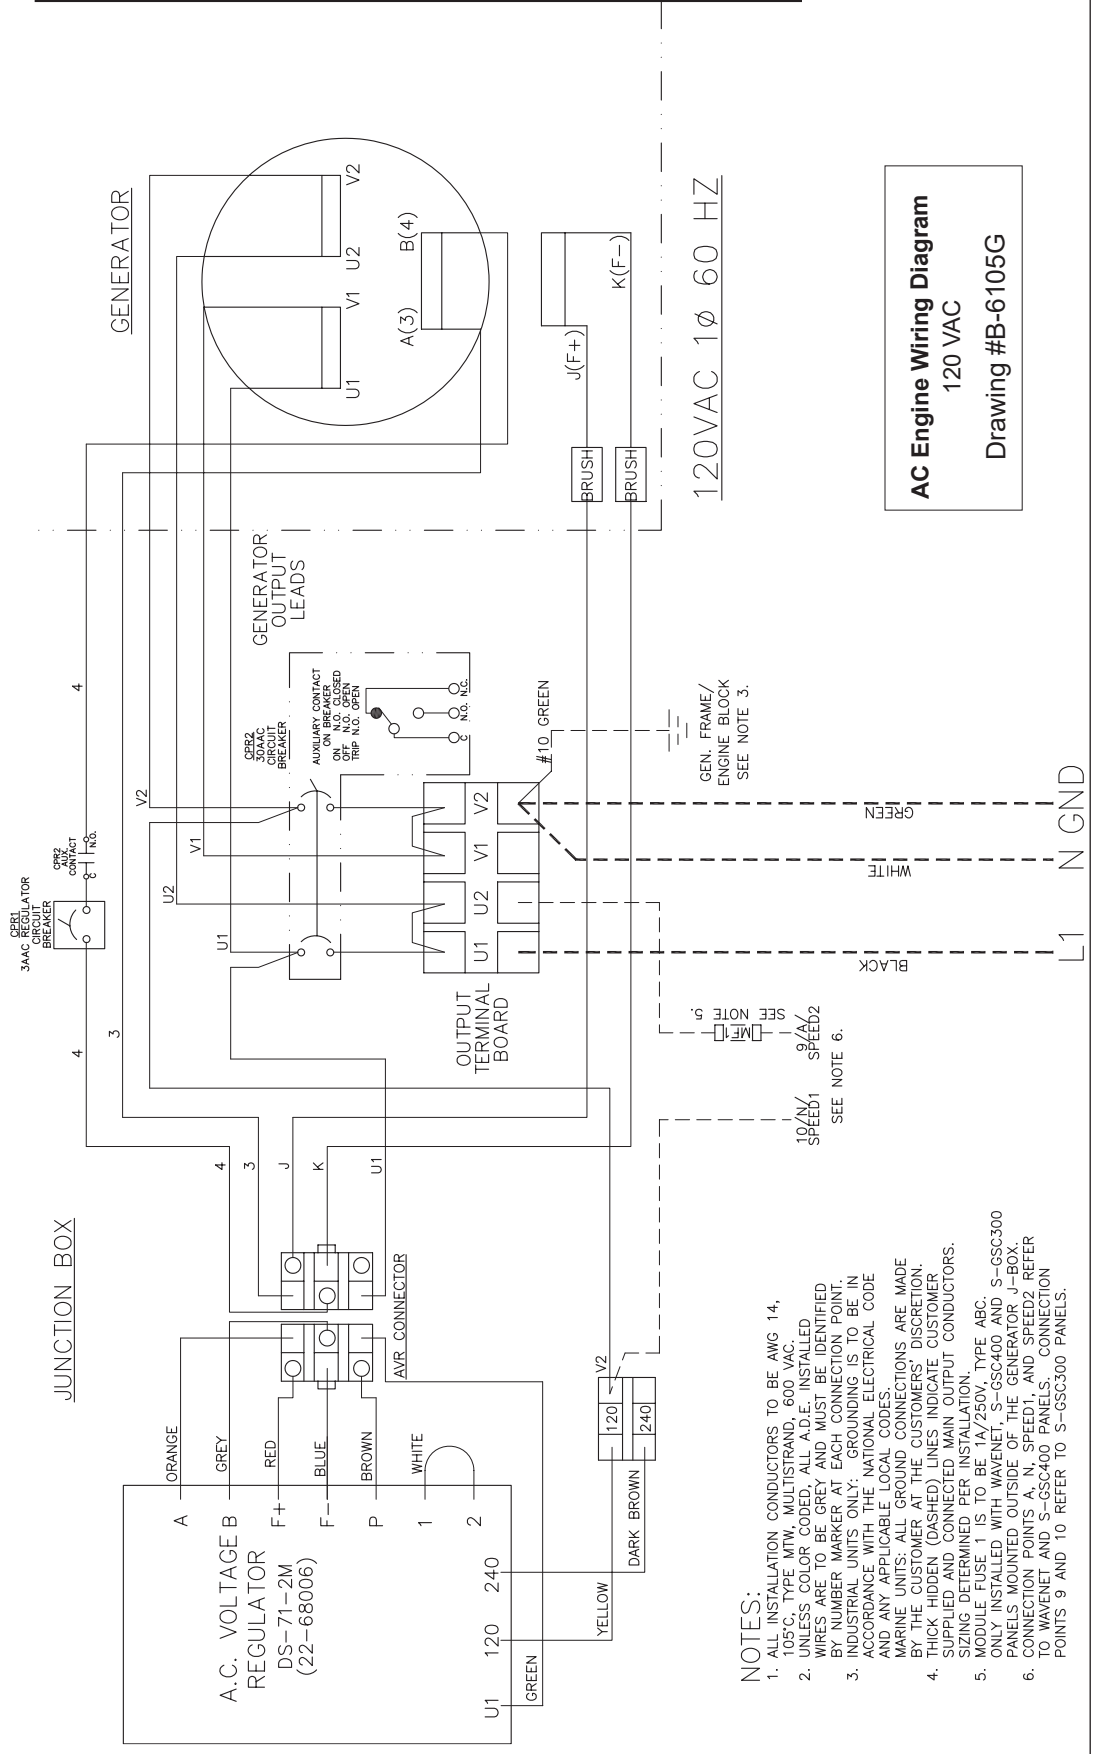 JUNCTION BOX
GENERATOR
CPR1
3AAC REGULATOR
CIRCUIT
BREAKER
CPR2
AUX.
CONTACT
C
N.O.
4
4
3
U1
U2
V1
V2
GENERATOR
OUTPUT
LEADS
CPR2
30AAC
CIRCUIT
BREAKER
AUXILIARY CONTACT
ON BREAKER
ON N.O. CLOSED
OFF N.O. OPEN
TRIP N.O. OPEN
C
N.O.
N.C.
U1
V1
U2
V2
A(3)
B(4)
J(F+)
K(F-)
BRUSH
BRUSH
120VAC 1ø 60 HZ
ORANGE
GREY
RED
BLUE
BROWN
WHITE
A
B
F+
F-
P
1
2
A.C. VOLTAGE
REGULATOR
DS-71-2M
(22-68006)
U1
120
240
GREEN
YELLOW
DARK BROWN
AVR CONNECTOR
4
3
J
K
U1
120
240
V2
OUTPUT
TERMINAL
BOARD
U1
U2
V1
V2
#10 GREEN
GEN. FRAME/
ENGINE BLOCK
SEE NOTE 3.
MF1
SEE NOTE 5.
10/N/
SPEED1
9/A/
SPEED2
SEE NOTE 6.
BLACK
WHITE
GREEN
L1
N
GND
NOTES:
1. ALL INSTALLATION CONDUCTORS TO BE AWG 14,
105°C, TYPE MTW, MULTISTRAND, 600 VAC.
2. UNLESS COLOR CODED, ALL A.D.E. INSTALLED
WIRES ARE TO BE GREY AND MUST BE IDENTIFIED
BY NUMBER MARKER AT EACH CONNECTION POINT.
3. INDUSTRIAL UNITS ONLY: GROUNDING IS TO BE IN
ACCORDANCE WITH THE NATIONAL ELECTRICAL CODE
AND ANY APPLICABLE LOCAL CODES.
MARINE UNITS: ALL GROUND CONNECTIONS ARE MADE
BY THE CUSTOMER AT THE CUSTOMERS' DISCRETION.
4. THICK HIDDEN (DASHED) LINES INDICATE CUSTOMER
SUPPLIED AND CONNECTED MAIN OUTPUT CONDUCTORS.
SIZING DETERMINED PER INSTALLATION.
5. MODULE FUSE 1 IS TO BE 1A/250V, TYPE ABC.
ONLY INSTALLED WITH WAVENET, S-GSC400 AND S-GSC300
PANELS MOUNTED OUTSIDE OF THE GENERATOR J-BOX.
6. CONNECTION POINTS A, N, SPEED1, AND SPEED2 REFER
TO WAVENET AND S-GSC400 PANELS. CONNECTION
POINTS 9 AND 10 REFER TO S-GSC300 PANELS.
AC Engine Wiring Diagram
120 VAC
Drawing #B-6105G